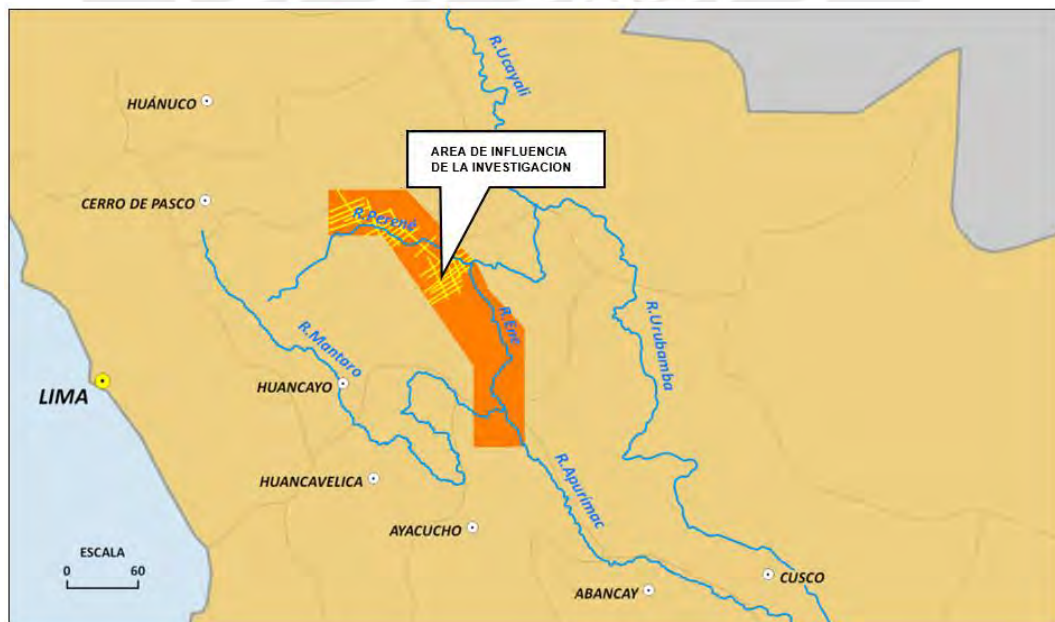 R.Ucayali
HUÁNUCO
AREA DE INFLUENCIA
DE LA INVESTIGACION
CERRO DE PASCO
R.Perené
R.Ene
R.Urubamba
R.Mantaro
LIMA
HUANCAYO
HUANCAVELICA
R.Apurímac
AYACUCHO
ESCALA
0 60
CUSCO
ABANCAY